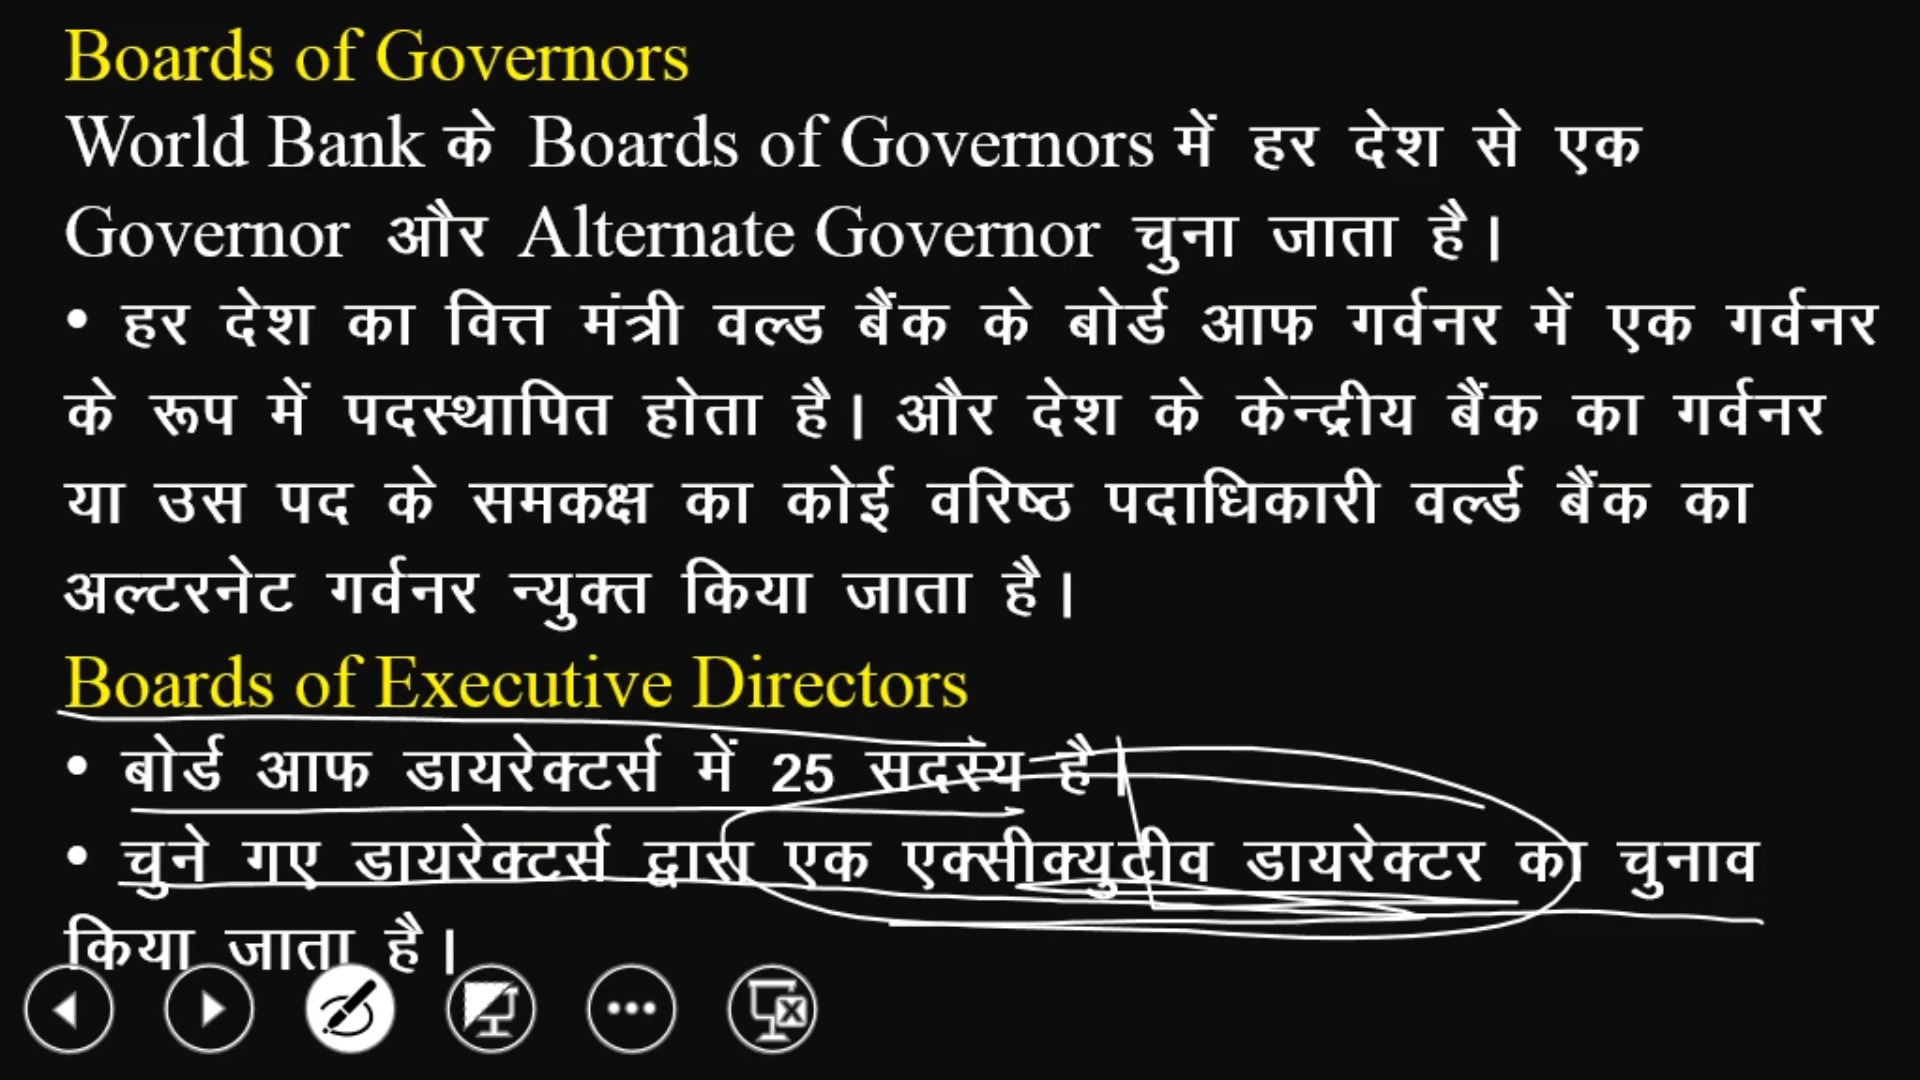 Boards of Governors
World Bank के Boards of Governors में हर देश से एक
Governor और Alternate Governor चुना जाता है।
• हर देश का वित्त मंत्री वल्ड बैंक के बोर्ड आफ गर्वनर में एक गर्वनर
के रूप में पदस्थापित होता है। और देश के केन्द्रीय बैंक का गर्वनर
या उस पद के समकक्ष का कोई वरिष्ठ पदाधिकारी वर्ल्ड बैंक का
अल्टरनेट गर्वनर न्युक्त किया जाता है।
Boards of Executive Directors
• बोर्ड आफ डायरेक्टर्स में 25 सदस्य है।
• चुने गए डायरेक्टर्स द्वारा एक एक्सीक्युटीव डायरेक्टर का चुनाव
किया जाता है।